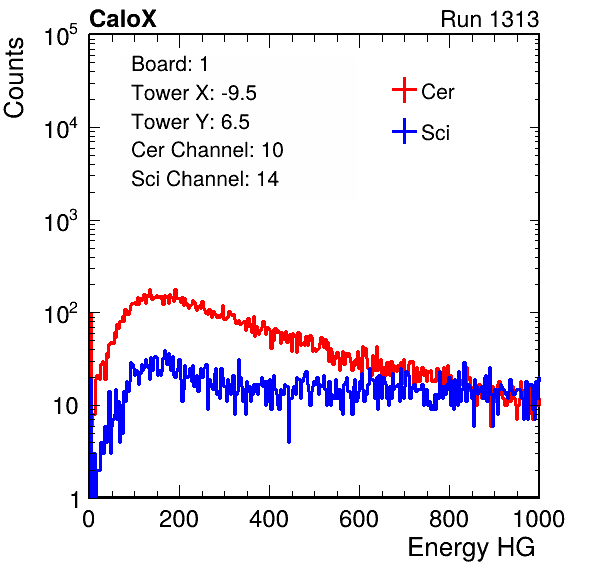 CaloX Run 1313
Counts
10^5
10^4
10^3
10^2
10
1
Board: 1
Tower X: -9.5
Tower Y: 6.5
Cer Channel: 10
Sci Channel: 14
Cer
Sci
0 200 400 600 800 1000
Energy HG